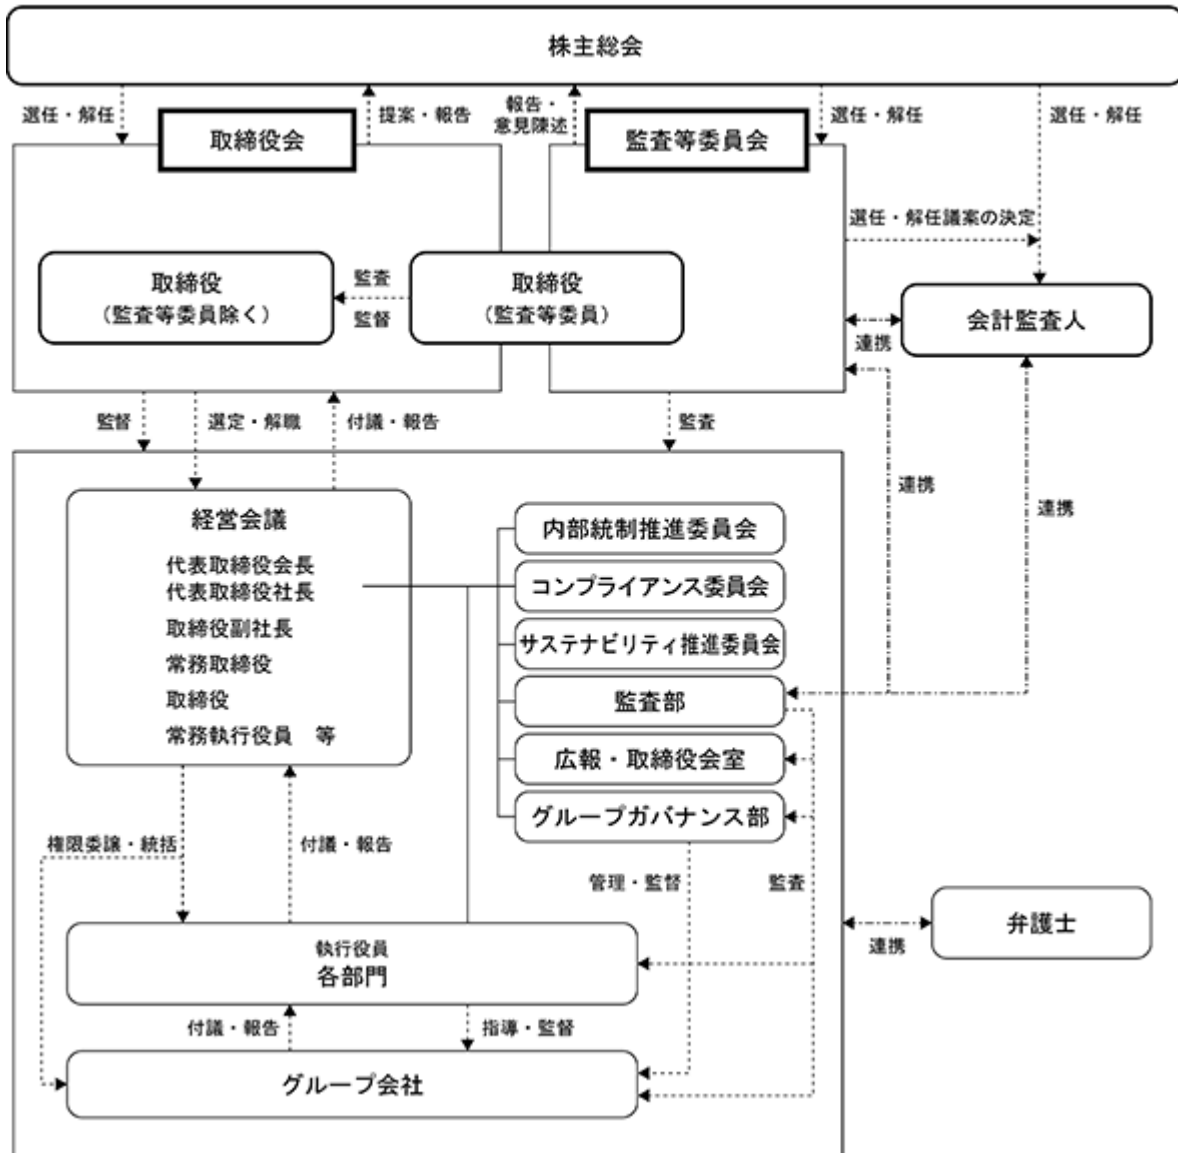 株主総会
選任・解任
提案・報告
報告・
意見陳述
選任・解任
選任・解任
取締役会
監査等委員会
選任・解任議案の決定
取締役
(監査等委員除く)
監査
監督
取締役
(監査等委員)
会計監査人
連携
監督
選定・解職
付議・報告
監査
連携
連携
経営会議
代表取締役会長
代表取締役社長
取締役副社長
常務取締役
取締役
常務執行役員　等
内部統制推進委員会
コンプライアンス委員会
サステナビリティ推進委員会
監査部
広報・取締役会室
グループガバナンス部
権限委譲・統括
付議・報告
管理・監督
監査
執行役員
各部門
弁護士
連携
付議・報告
指導・監督
グループ会社